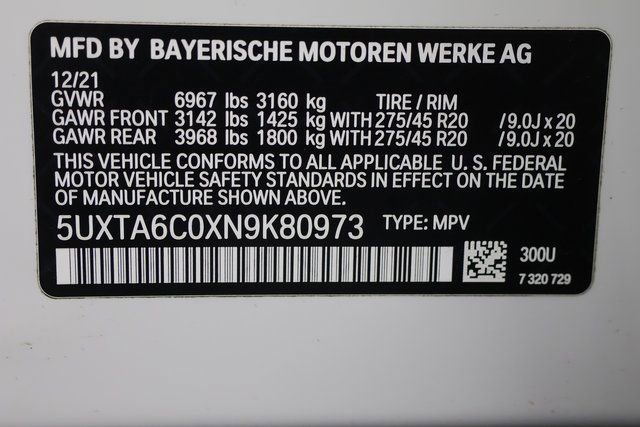 MFD BY BAYERISCHE MOTOREN WERKE AG
12/21
GVWR 6967 lbs 3160 kg TIRE / RIM
GAWR FRONT 3142 lbs 1425 kg WITH 275/45 R20 / 9.0J x 20
GAWR REAR 3968 lbs 1800 kg WITH 275/45 R20 / 9.0J x 20
THIS VEHICLE CONFORMS TO ALL APPLICABLE U. S. FEDERAL
MOTOR VEHICLE SAFETY STANDARDS IN EFFECT ON THE DATE
OF MANUFACTURE SHOWN ABOVE.
5UXTA6C0XN9K80973 TYPE: MPV
300U
7 320 729